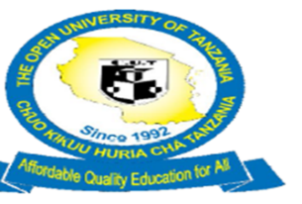 THE OPEN UNIVERSITY OF TANZANIA
O.U.T
Since 1992
CHUO KIKUU HURIA CHA TANZANIA
Affordable Quality Education for All